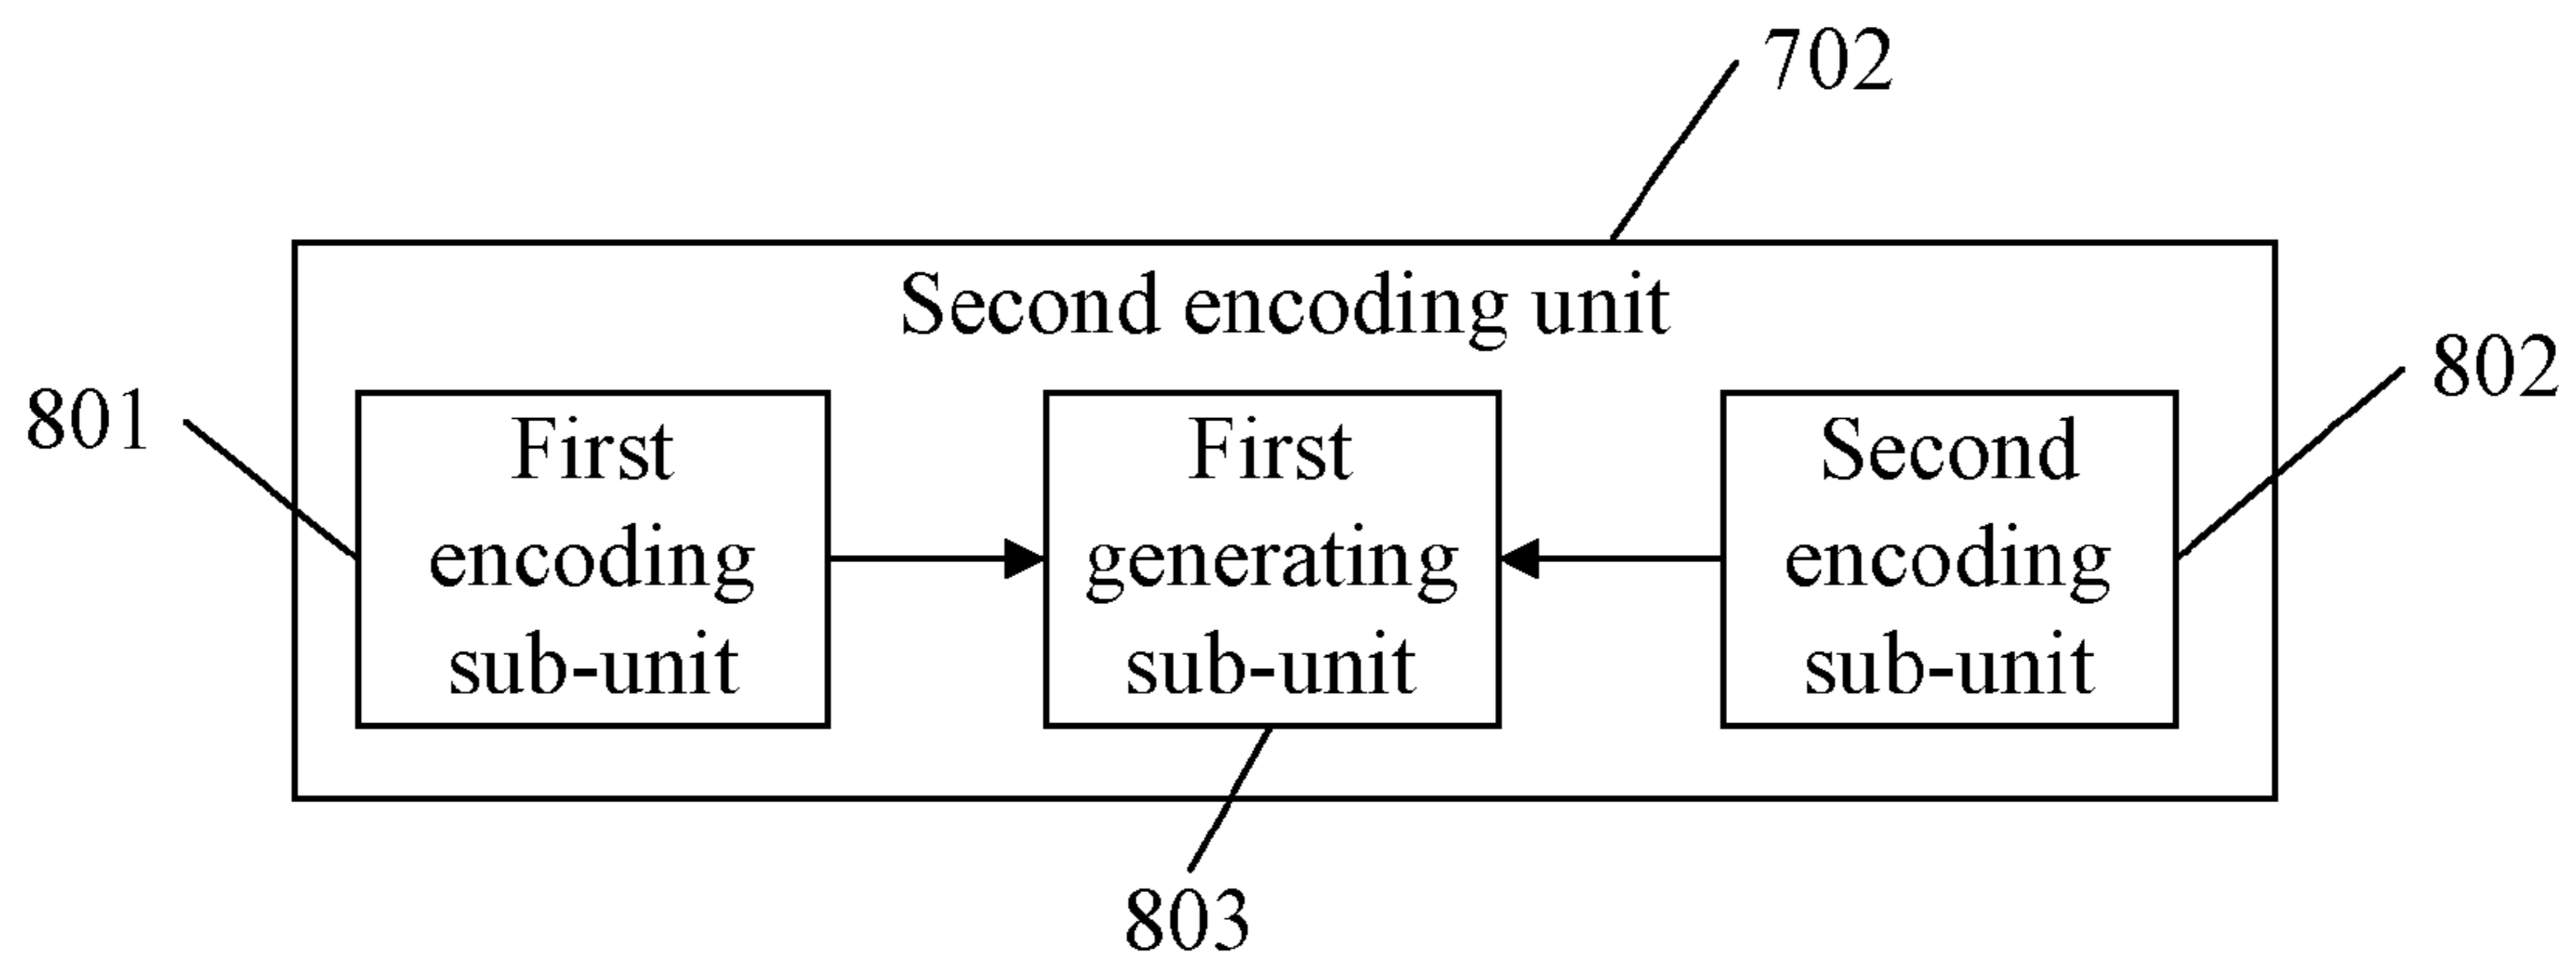 702
Second encoding unit
801
First
encoding
sub-unit
First
generating
sub-unit
Second
encoding
sub-unit
802
803